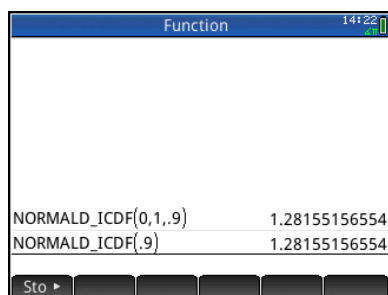 Function
14:22
NORMALD_ICDF(0,1,.9) 1.28155156554
NORMALD_ICDF(.9) 1.28155156554
Sto ►